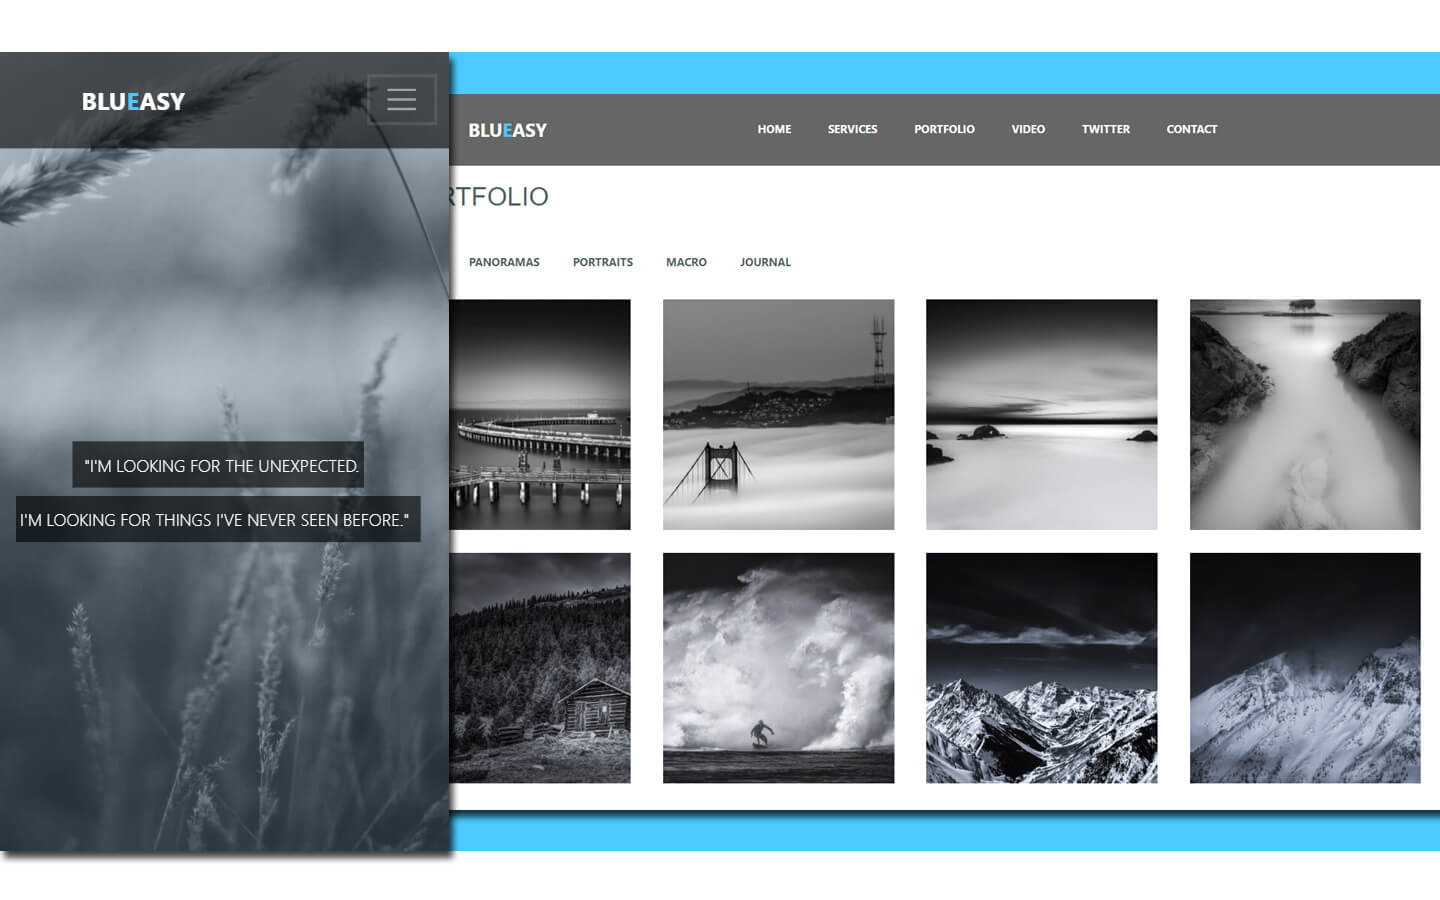 BLUEASY
"I'M LOOKING FOR THE UNEXPECTED.
I'M LOOKING FOR THINGS I'VE NEVER SEEN BEFORE."
BLUEASY
HOME SERVICES PORTFOLIO VIDEO TWITTER CONTACT
RTFOLIO
PANORAMAS PORTRAITS MACRO JOURNAL